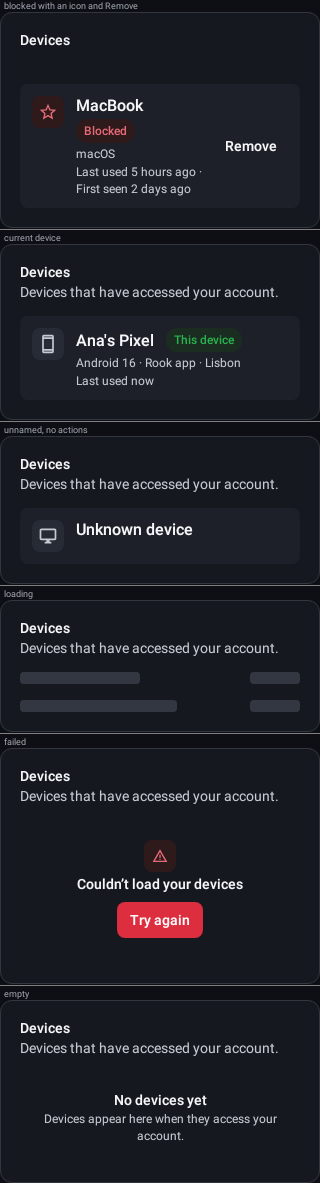 blocked with an icon and Remove
Devices
MacBook
Blocked
macOS
Remove
Last used 5 hours ago ·
First seen 2 days ago
current device
Devices
Devices that have accessed your account.
Ana's Pixel
This device
Android 16 · Rook app · Lisbon
Last used now
unnamed, no actions
Devices
Devices that have accessed your account.
Unknown device
loading
Devices
Devices that have accessed your account.
failed
Devices
Devices that have accessed your account.
Couldn’t load your devices
Try again
empty
Devices
Devices that have accessed your account.
No devices yet
Devices appear here when they access your
account.